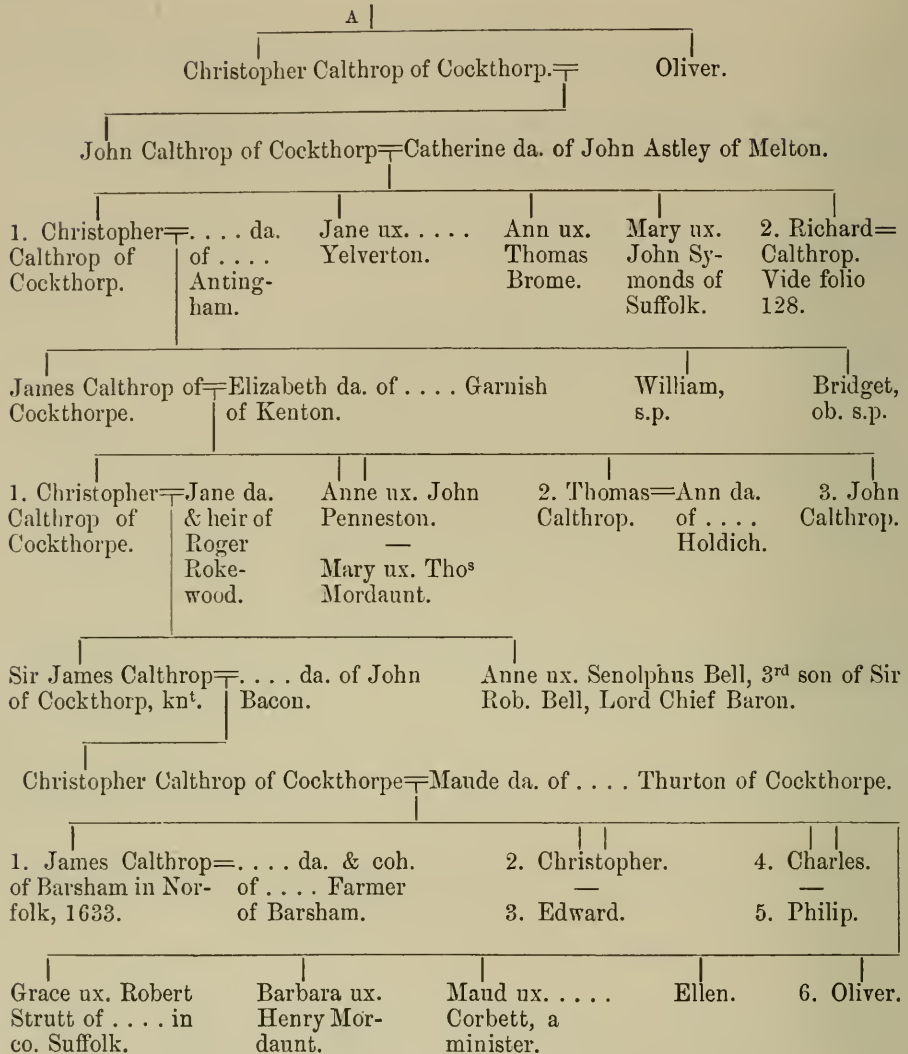 A
Christopher Calthrop of Cockthorp.
Oliver.
John Calthrop of Cockthorp
Catherine da. of John Astley of Melton.
1. Christopher
Calthrop of
Cockthorp.
. . . . da.
of . . . .
Anting-
ham.
Jane ux. . . . . .
Yelverton.
Ann ux.
Thomas
Brome.
Mary ux.
John Sy-
monds of
Suffolk.
2. Richard=
Calthrop.
Vide folio
128.
James Calthrop of
Cockthorpe.
Elizabeth da. of . . . . Garnish
of Kenton.
William,
s.p.
Bridget,
ob. s.p.
1. Christopher
Calthrop of
Cockthorpe.
Jane da.
& heir of
Roger
Roke-
wood.
Anne ux. John
Penneston.
—
Mary ux. Thoˢ
Mordaunt.
2. Thomas=
Calthrop.
Ann da.
of . . . .
Holdich.
3. John
Calthrop.
Sir James Calthrop
of Cockthorp, knᵗ.
. . . . da. of John
Bacon.
Anne ux. Senolphus Bell, 3ʳᵈ son of Sir
Rob. Bell, Lord Chief Baron.
Christopher Calthrop of Cockthorpe
Maude da. of . . . . Thurton of Cockthorpe.
1. James Calthrop=
of Barsham in Nor-
folk, 1633.
. . . . da. & coh.
of . . . . Farmer
of Barsham.
2. Christopher.
—
3. Edward.
4. Charles.
—
5. Philip.
Grace ux. Robert
Strutt of . . . . in
co. Suffolk.
Barbara ux.
Henry Mor-
daunt.
Maud ux. . . . . .
Corbett, a
minister.
Ellen.
6. Oliver.